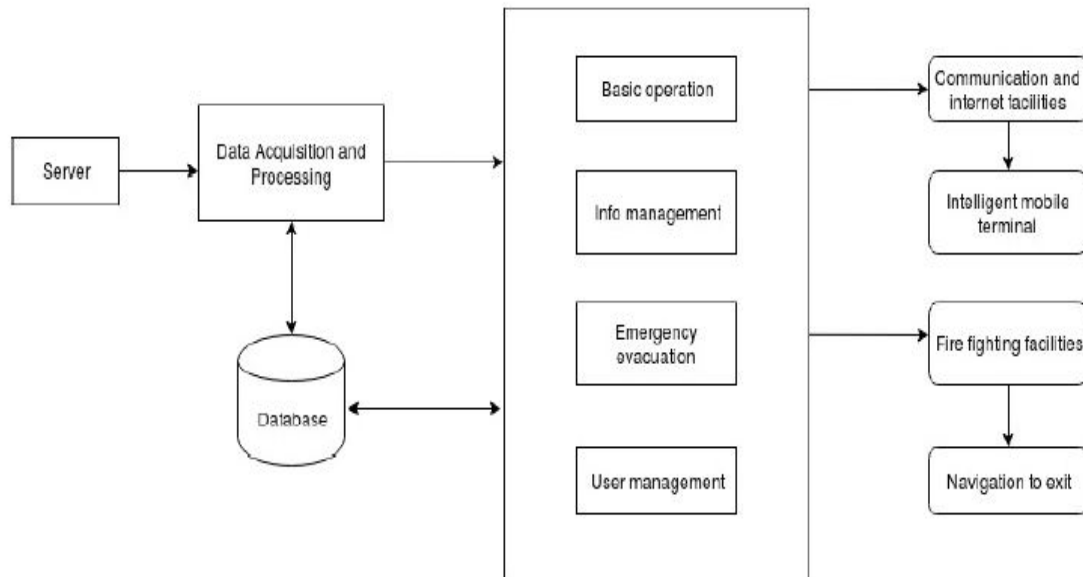 Server
Data Acquisition and
Processing
Database
Basic operation
Info management
Emergency
evacuation
User management
Communication and
internet facilities
Intelligent mobile
terminal
Fire fighting facilities
Navigation to exit